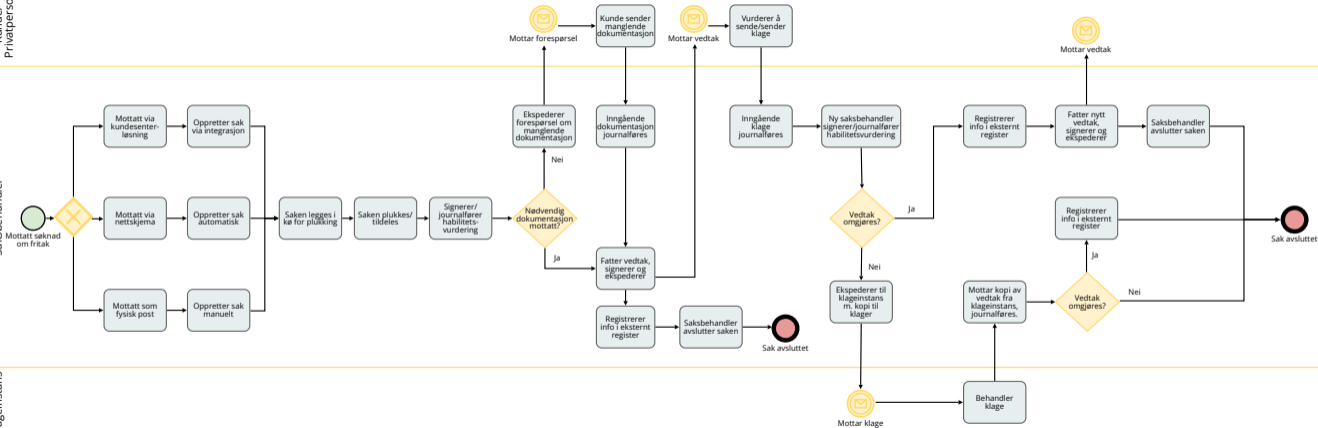 Privatperso
Mottar forespørsel
Kunde sender
manglende
dokumentasjon
Mottar vedtak
Vurderer å
sende/sender
klage
Mottar vedtak
Mottatt søknad
om fritak
Mottatt via
kundesenter-
løsning
Oppretter sak
via integrasjon
Mottatt via
nettskjema
Oppretter sak
automatisk
Mottatt som
fysisk post
Oppretter sak
manuelt
Saken legges i
kø for plukking
Saken plukkes/
tildeles
Signerer/
journalfører
habilitets-
vurdering
Nødvendig
dokumentasjon
mottatt?
Nei
Ekspederer
forespørsel om
manglende
dokumentasjon
Ja
Inngående
dokumentasjon
journalføres
Fatter vedtak,
signerer og
ekspederer
Registrerer
info i eksternt
register
Saksbehandler
avslutter saken
Sak avsluttet
Inngående
klage
journalføres
Ny saksbehandler
signerer/journalfører
habilitetsvurdering
Vedtak
omgjøres?
Ja
Nei
Registrerer
info i eksternt
register
Fatter nytt
vedtak,
signerer og
ekspederer
Saksbehandler
avslutter saken
Ekspederer til
klageinstans
m. kopi til
klager
Mottar kopi av
vedtak fra
klageinstans,
journalføres.
Vedtak
omgjøres?
Ja
Nei
Registrerer
info i eksternt
register
Sak avsluttet
Mottar klage
Behandler
klage